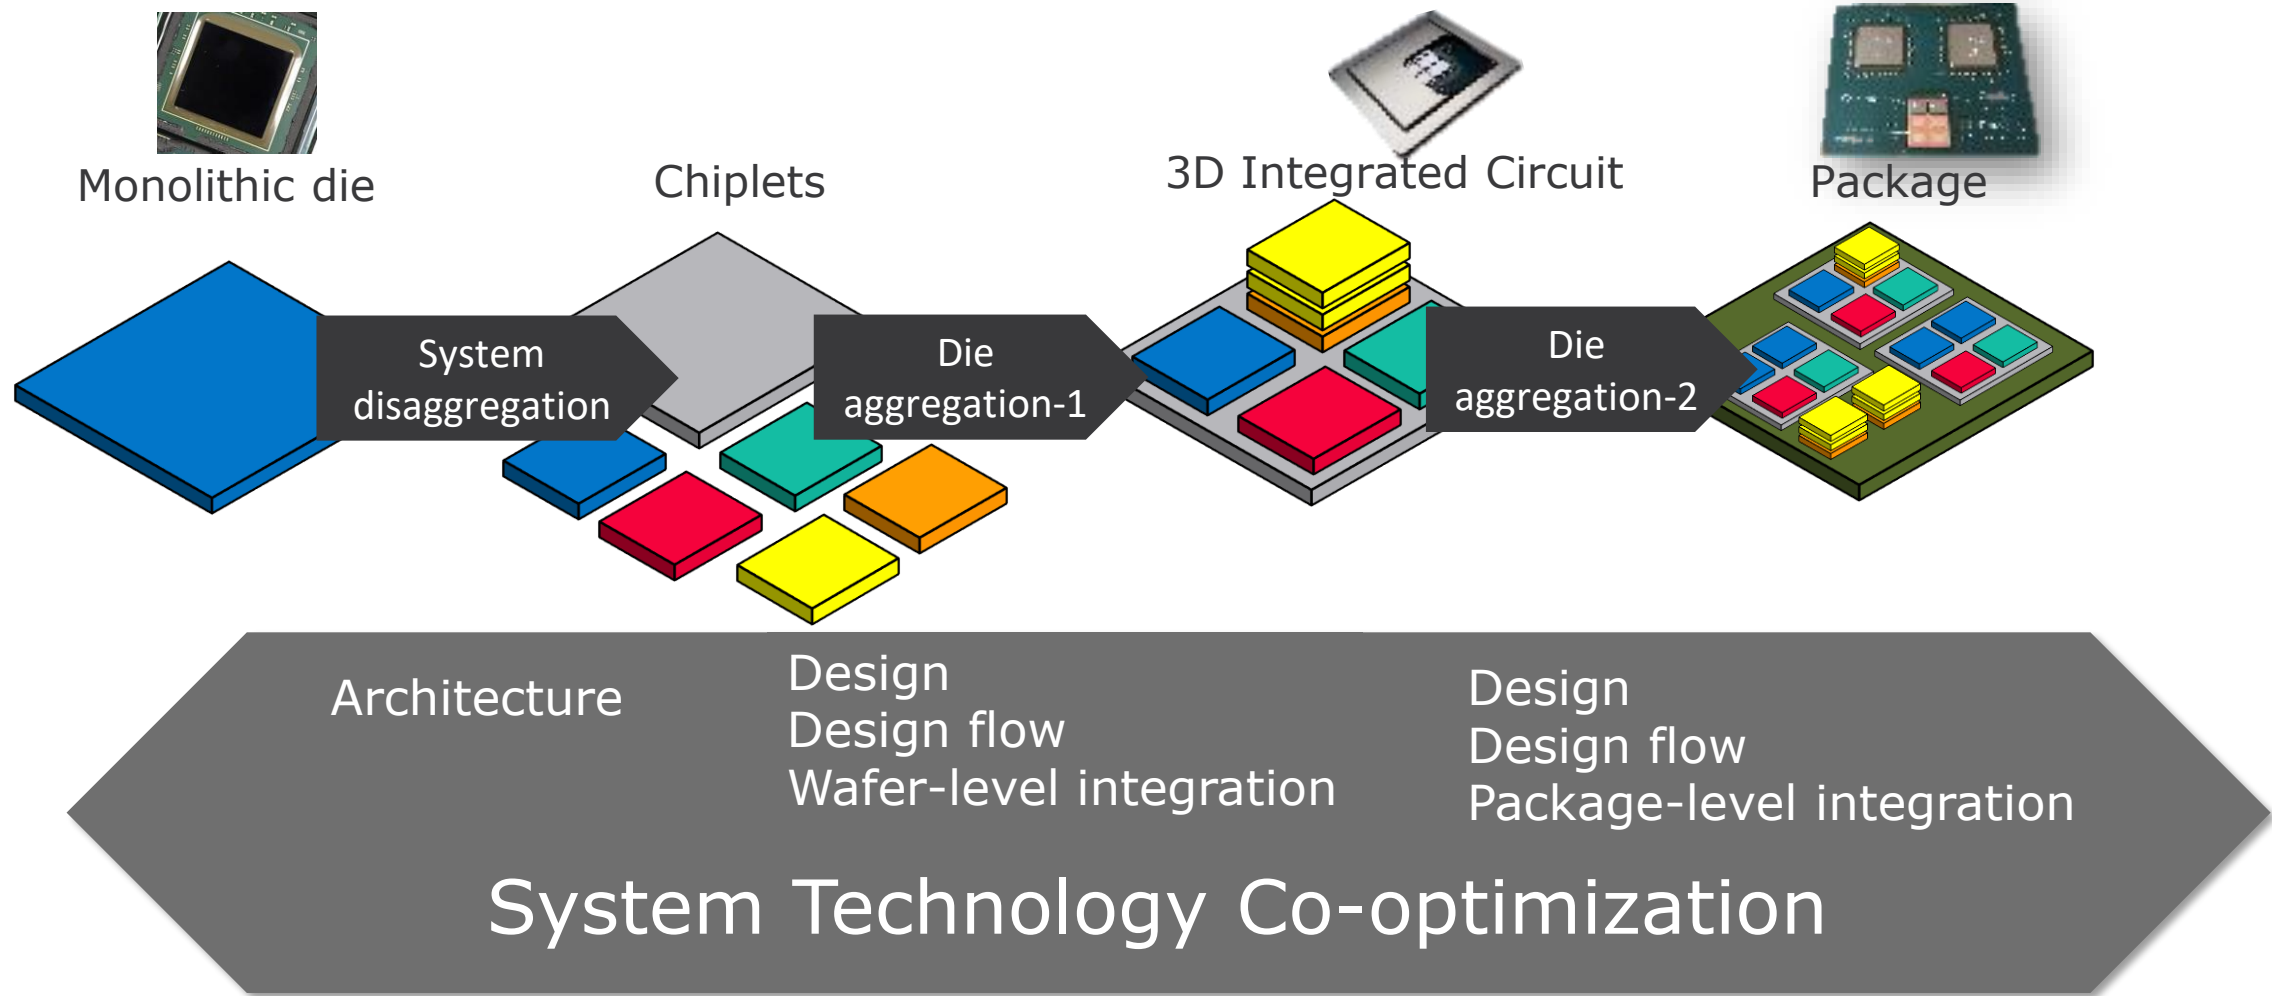 Monolithic die
Chiplets
3D Integrated Circuit
Package
System
disaggregation
Die
aggregation-1
Die
aggregation-2
Architecture
Design
Design flow
Wafer-level integration
Design
Design flow
Package-level integration
System Technology Co-optimization